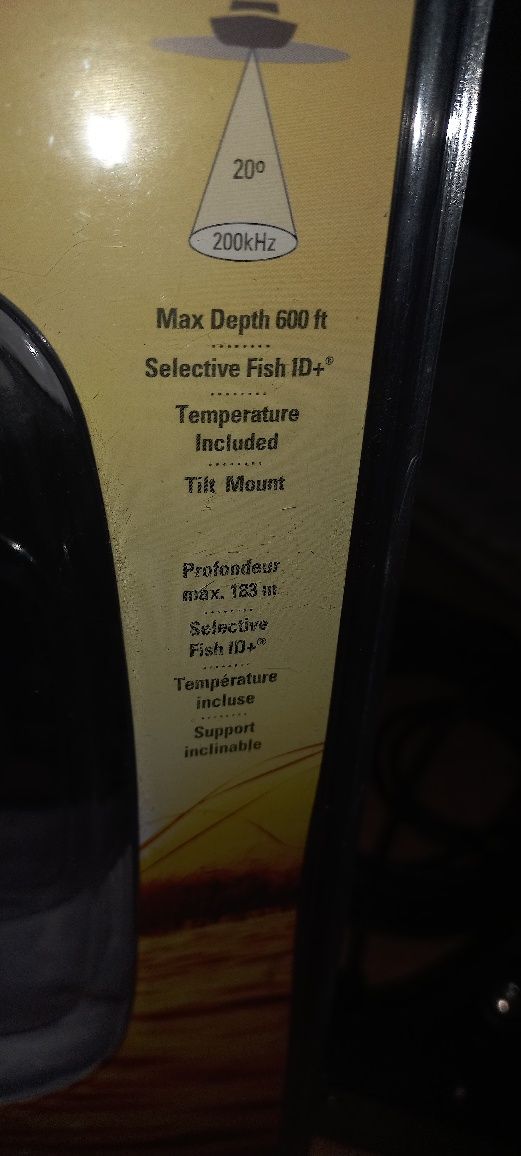 20º
200kHz
Max Depth 600 ft
Selective Fish ID+®
Temperature
Included
Tilt Mount
Profondeur
max. 183 m
Selective
Fish ID+®
Température
incluse
Support
inclinable